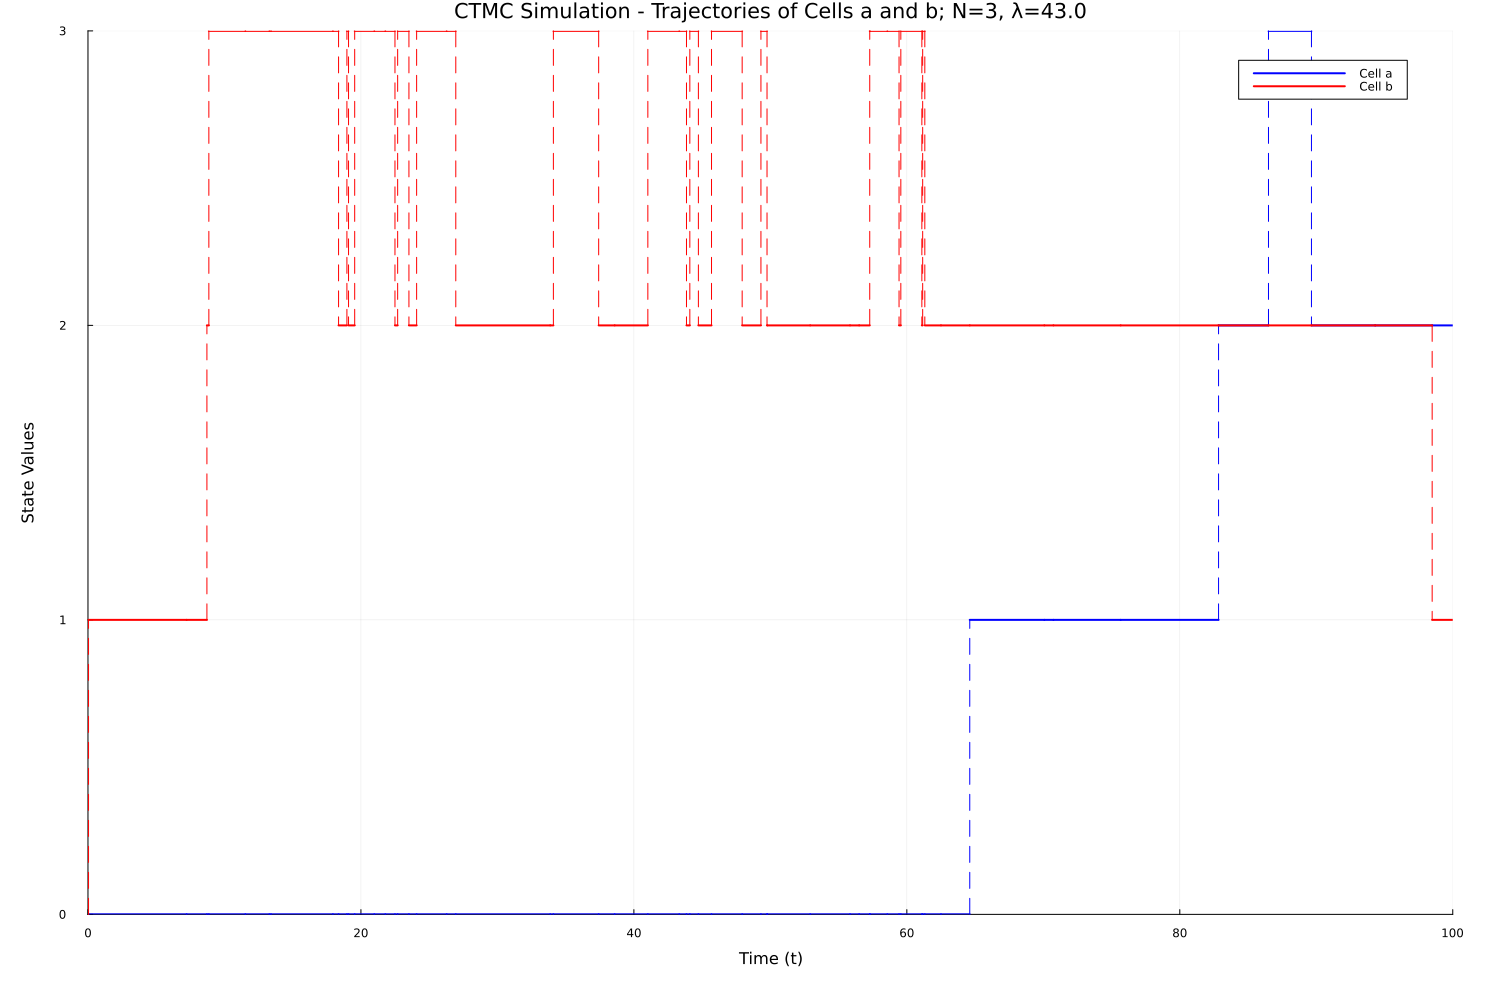 CTMC Simulation - Trajectories of Cells a and b; N=3, λ=43.0
3
Cell a
Cell b
2
State Values
1
0
0 20 40 60 80 100
Time (t)